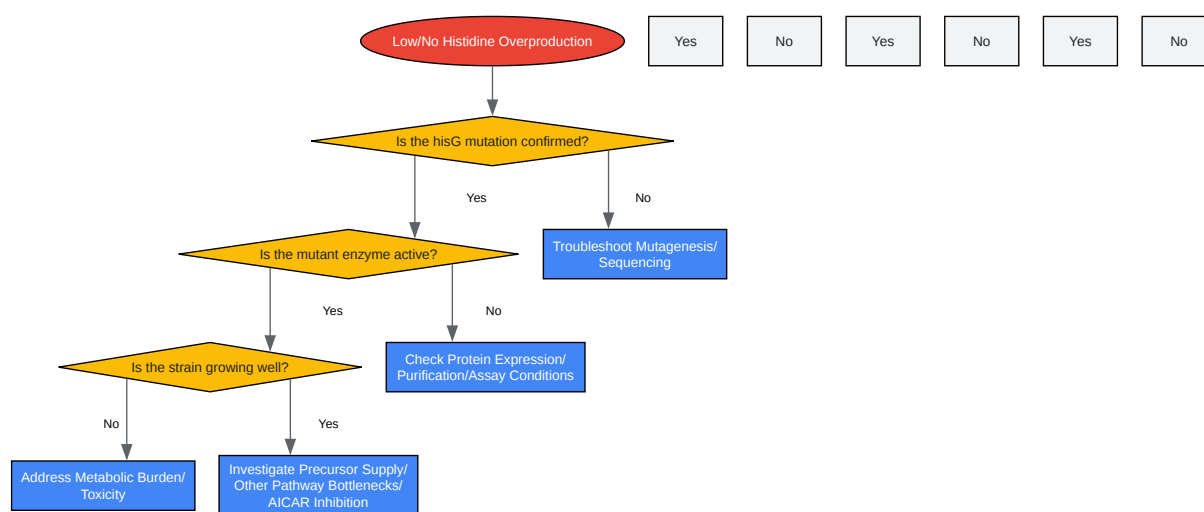 Low/No Histidine Overproduction
Yes
No
Yes
No
Yes
No
Is the hisG mutation confirmed?
Yes
No
Is the mutant enzyme active?
Troubleshoot Mutagenesis/
Sequencing
Yes
No
Is the strain growing well?
Check Protein Expression/
Purification/Assay Conditions
No
Yes
Address Metabolic Burden/
Toxicity
Investigate Precursor Supply/
Other Pathway Bottlenecks/
AICAR Inhibition